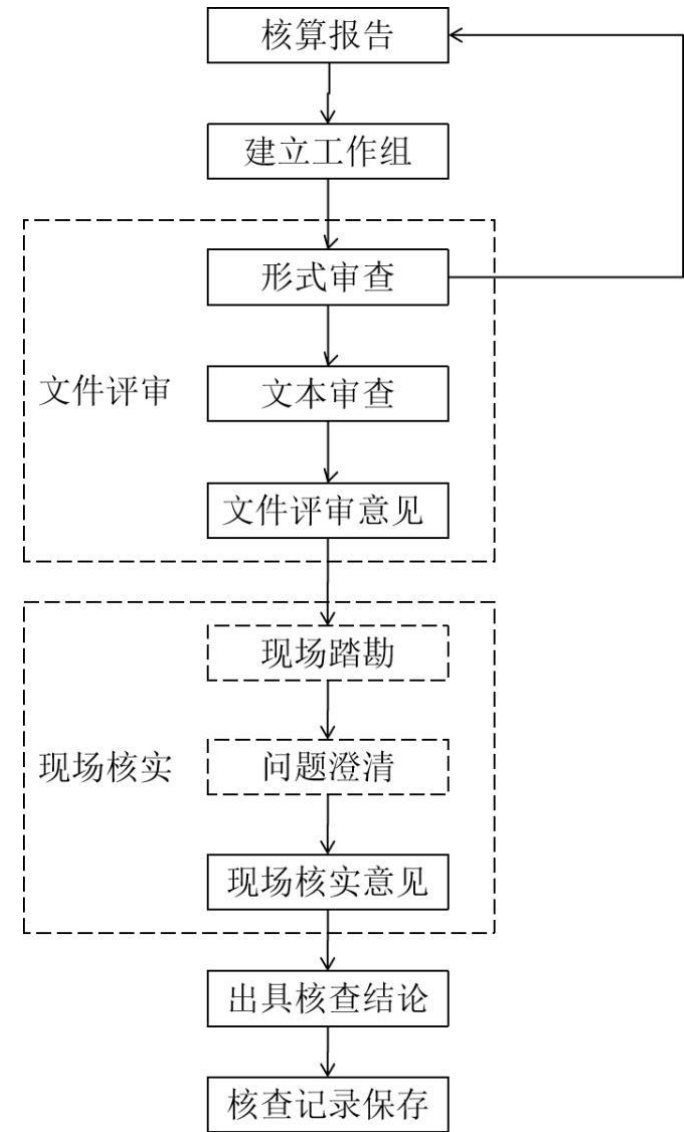 核算报告
建立工作组
形式审查
文件评审
文本审查
文件评审意见
现场踏勘
现场核实
问题澄清
现场核实意见
出具核查结论
核查记录保存